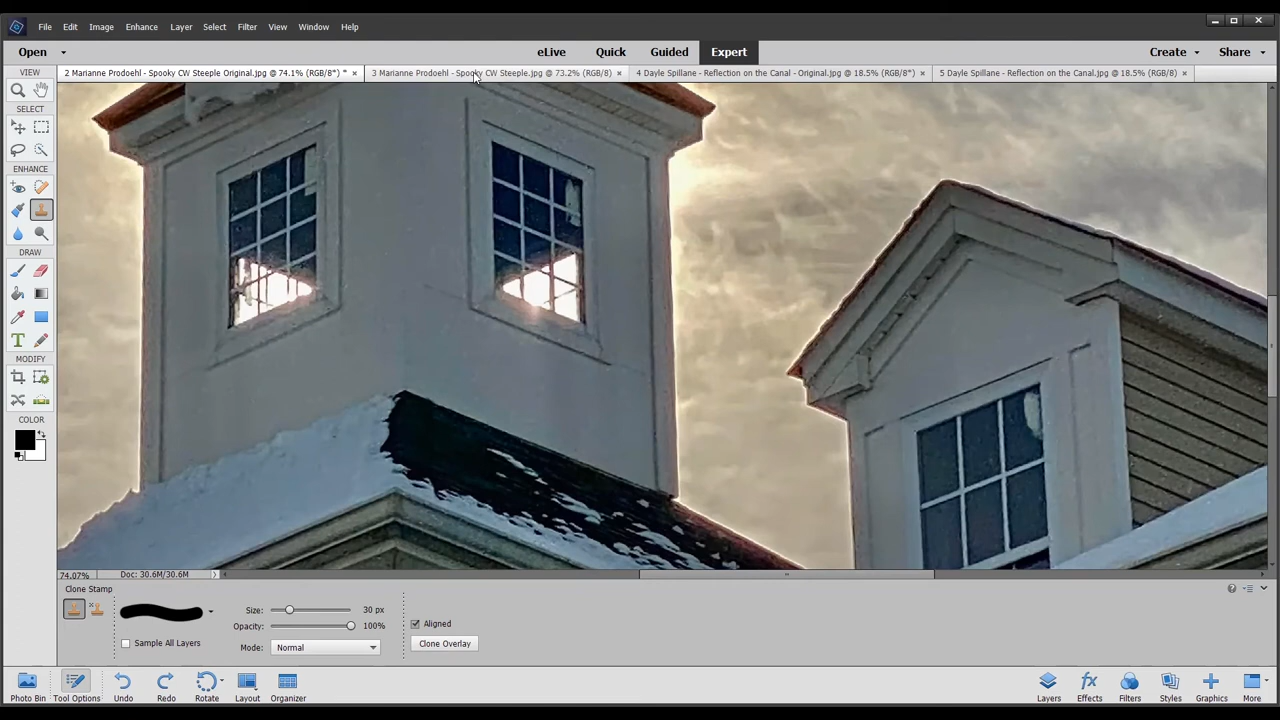 File Edit Image Enhance Layer Select Filter View Window Help
Open eLive Quick Guided Expert Create Share
VIEW 2 Marianne Prodoehl - Spooky CW Steeple Original.jpg @ 74.1% (RGB/8*) * × 3 Marianne Prodoehl - Spooky CW Steeple.jpg @ 73.2% (RGB/8) × 4 Dayle Spillane - Reflection on the Canal - Original.jpg @ 18.5% (RGB/8*) × 5 Dayle Spillane - Reflection on the Canal.jpg @ 18.5% (RGB/8) ×
SELECT
ENHANCE
DRAW
T
MODIFY
COLOR
74.07% Doc: 30.6M/30.6M
Clone Stamp
Size: 30 px
Opacity: 100%
Aligned
Sample All Layers
Mode: Normal
Clone Overlay
Photo Bin Tool Options Undo Redo Rotate Layout Organizer Layers fx Effects Filters Styles Graphics More